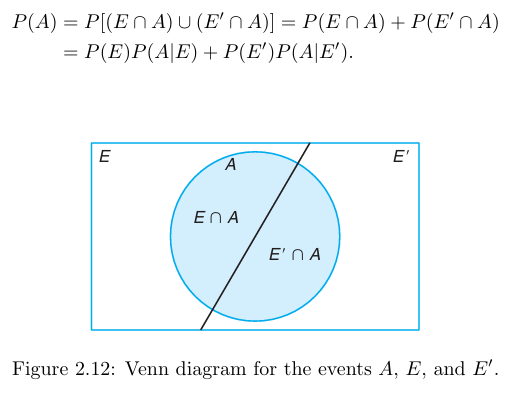 P(A) = P[(E ∩ A) ∪ (E′ ∩ A)] = P(E ∩ A) + P(E′ ∩ A)
= P(E)P(A|E) + P(E′)P(A|E′).
E
A
E′
E ∩ A
E′ ∩ A
Figure 2.12: Venn diagram for the events A, E, and E′.